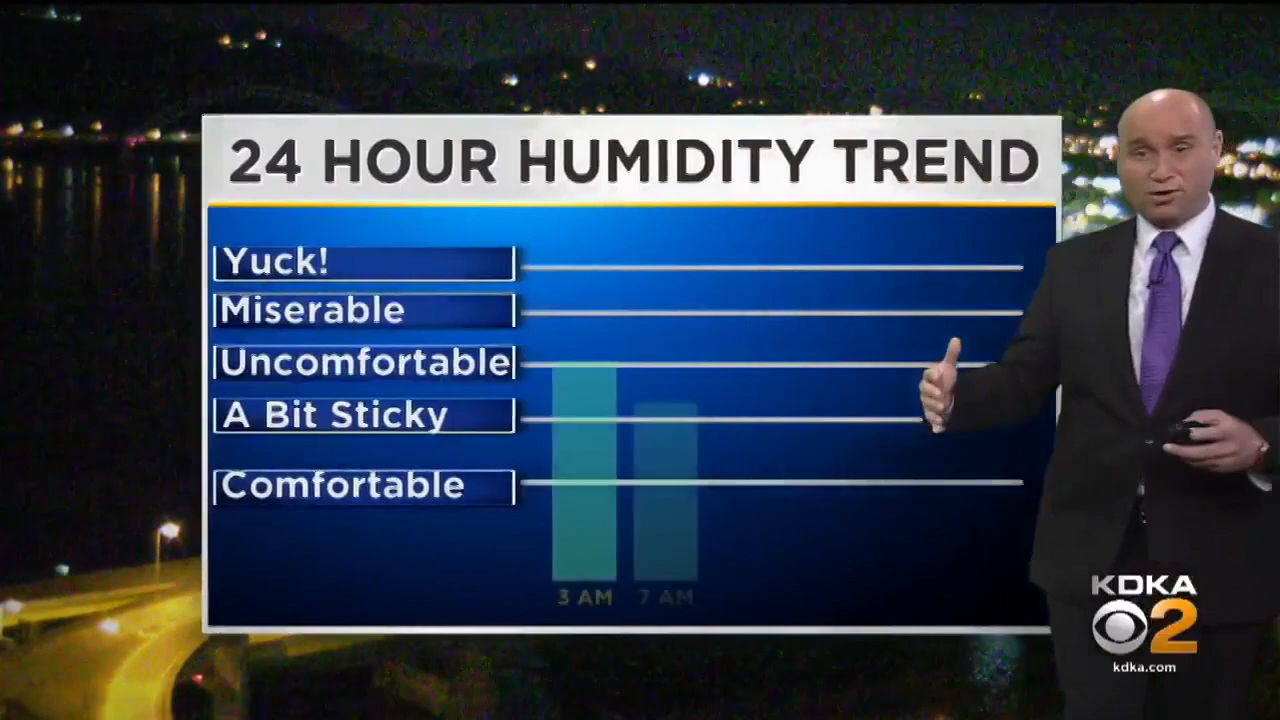 24 HOUR HUMIDITY TREND
Yuck!
Miserable
Uncomfortable
A Bit Sticky
Comfortable
3 AM 7 AM
KDKA
2
kdka.com